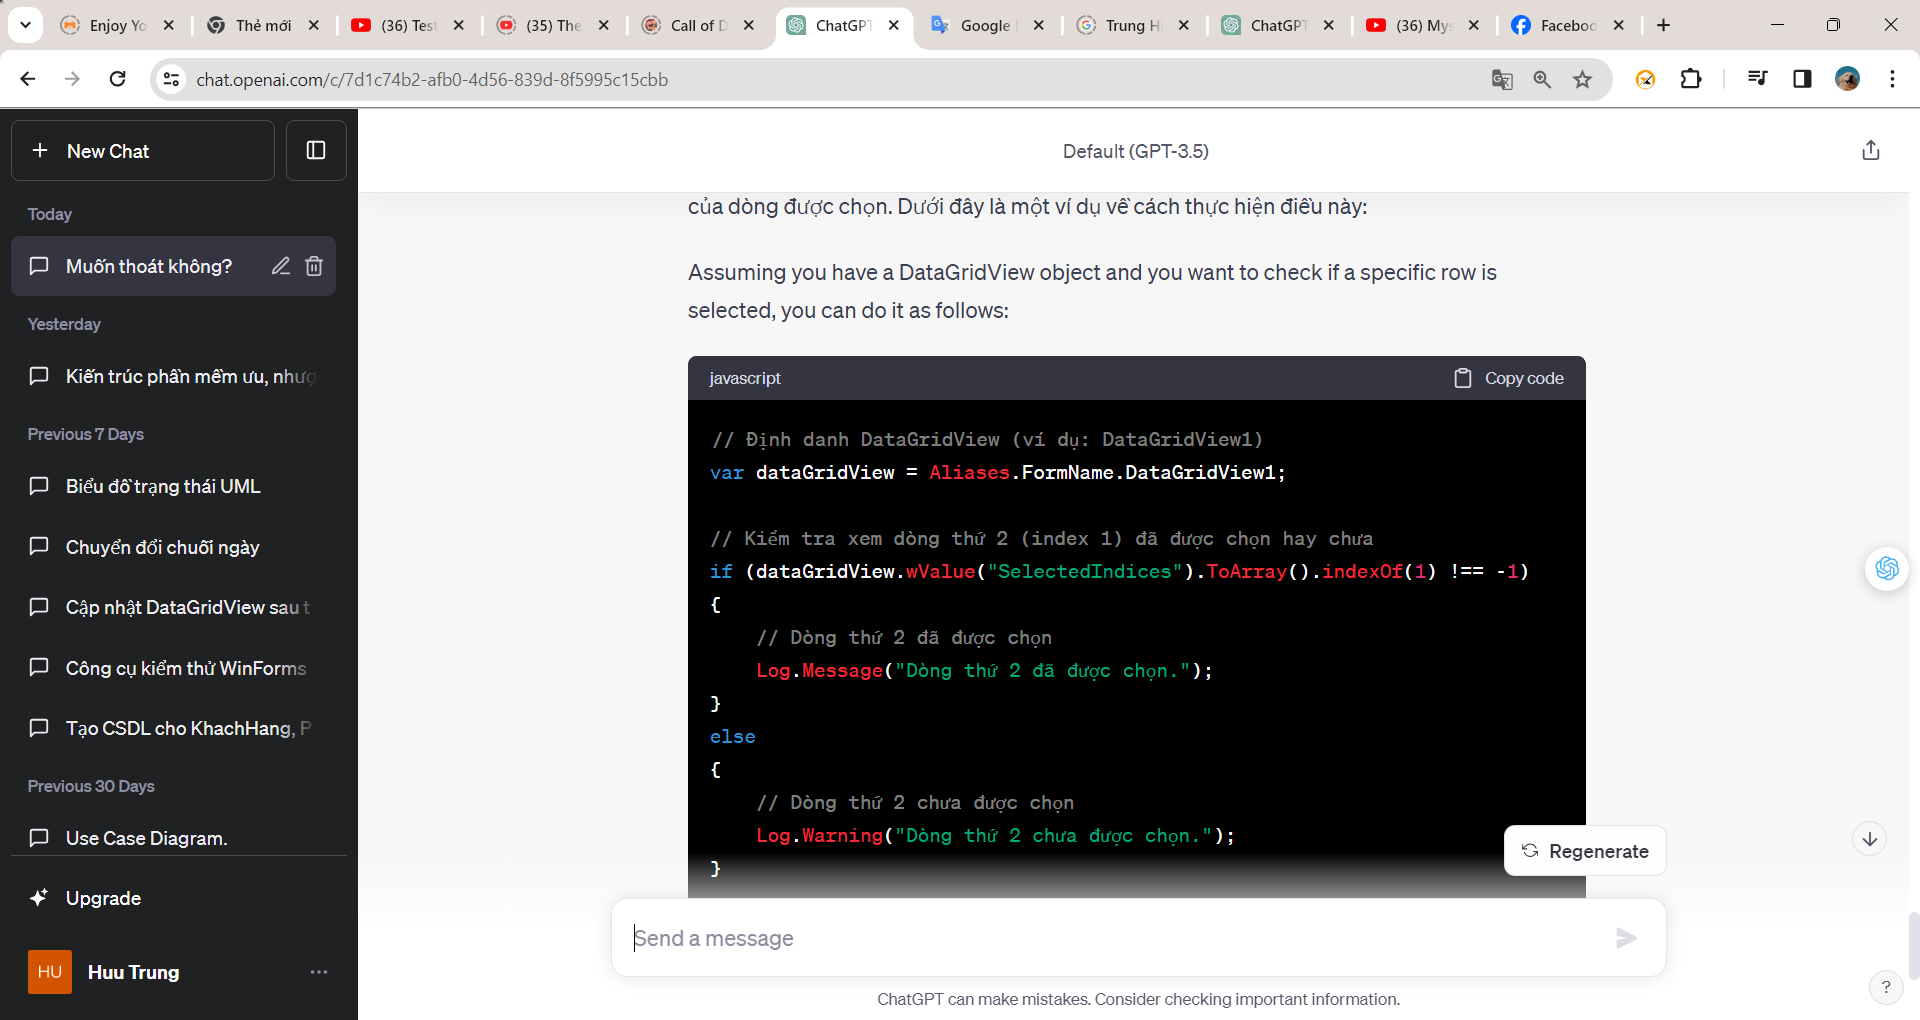 Enjoy Yo
Thẻ mới
(36) Test
(35) The
Call of D
ChatGPT
Google
Trung H
ChatGPT
(36) Mys
Faceboo
chat.openai.com/c/7d1c74b2-afb0-4d56-839d-8f5995c15cbb
New Chat
Default (GPT-3.5)
Today
Muốn thoát không?
Yesterday
Kiến trúc phần mềm ưu, nhượ
Previous 7 Days
Biểu đồ trạng thái UML
Chuyển đổi chuỗi ngày
Cập nhật DataGridView sau t
Công cụ kiểm thử WinForms
Tạo CSDL cho KhachHang, P
Previous 30 Days
Use Case Diagram.
Upgrade
HU
Huu Trung
của dòng được chọn. Dưới đây là một ví dụ về cách thực hiện điều này:
Assuming you have a DataGridView object and you want to check if a specific row is
selected, you can do it as follows:
javascript
Copy code
// Định danh DataGridView (ví dụ: DataGridView1)
var dataGridView = Aliases.FormName.DataGridView1;
// Kiểm tra xem dòng thứ 2 (index 1) đã được chọn hay chưa
if (dataGridView.wValue("SelectedIndices").ToArray().indexOf(1) !== -1)
{
// Dòng thứ 2 đã được chọn
Log.Message("Dòng thứ 2 đã được chọn.");
}
else
{
// Dòng thứ 2 chưa được chọn
Log.Warning("Dòng thứ 2 chưa được chọn.");
}
Regenerate
Send a message
ChatGPT can make mistakes. Consider checking important information.
?